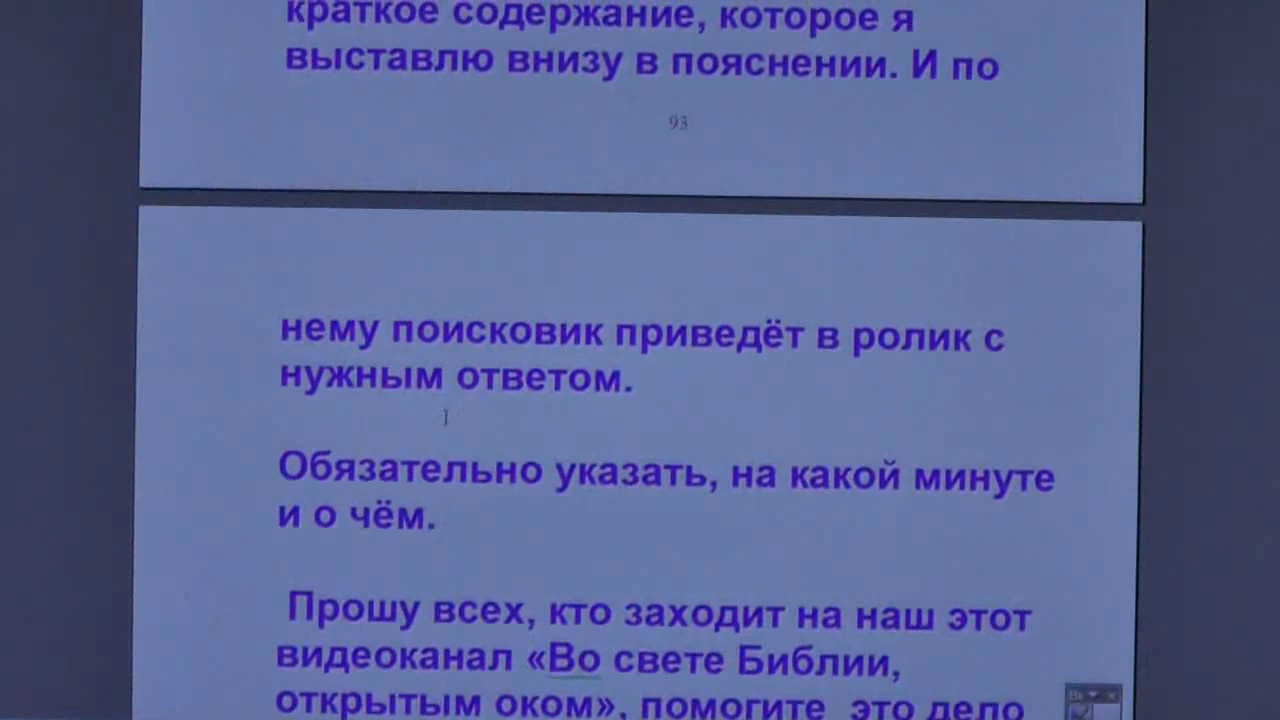 краткое содержание, которое я
выставлю внизу в пояснении. И по
93
нему поисковик приведёт в ролик с
нужным ответом.
Обязательно указать, на какой минуте
и о чём.
Прошу всех, кто заходит на наш этот
видеоканал «Во свете Библии,
открытым оком», помогите это дело